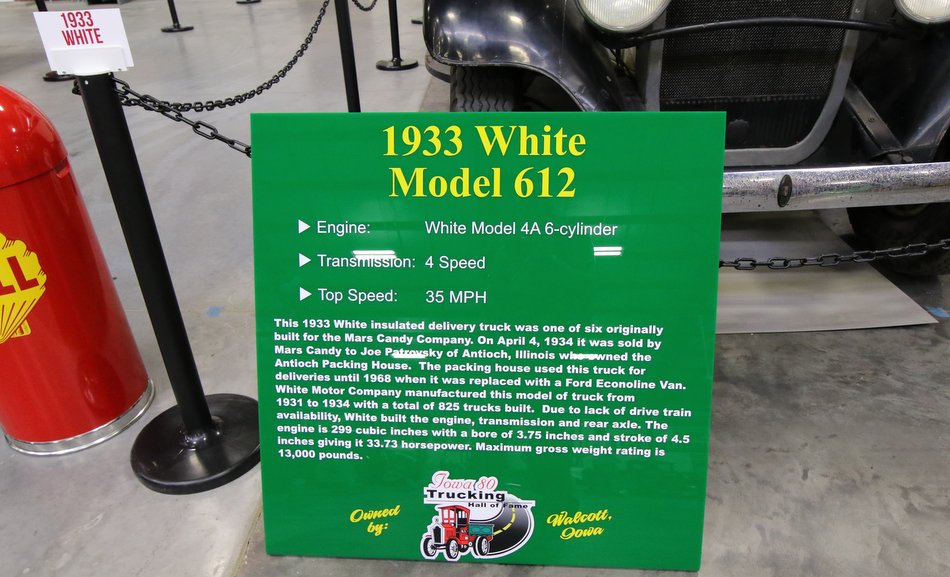 1933
WHITE
LL
1933 White
Model 612
Engine: White Model 4A 6-cylinder
Transmission: 4 Speed
Top Speed: 35 MPH
This 1933 White insulated delivery truck was one of six originally
built for the Mars Candy Company. On April 4, 1934 it was sold by
Mars Candy to Joe Patrovsky of Antioch, Illinois who owned the
Antioch Packing House. The packing house used this truck for
deliveries until 1968 when it was replaced with a Ford Econoline Van.
White Motor Company manufactured this model of truck from
1931 to 1934 with a total of 825 trucks built. Due to lack of drive train
availability, White built the engine, transmission and rear axle. The
engine is 299 cubic inches with a bore of 3.75 inches and stroke of 4.5
inches giving it 33.73 horsepower. Maximum gross weight rating is
13,000 pounds.
Iowa 80
Trucking
Hall of Fame
Owned
by:
Walcott,
Iowa